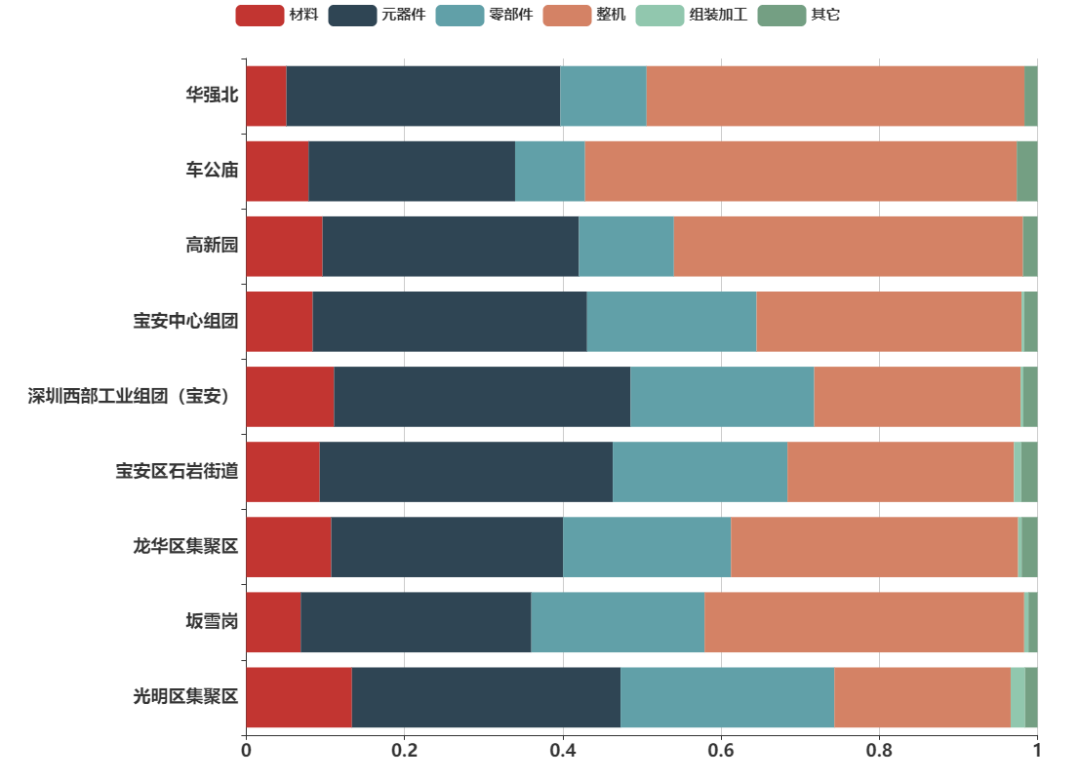 材料 元器件 零部件 整机 组装加工 其它
华强北
车公庙
高新园
宝安中心组团
深圳西部工业组团（宝安）
宝安区石岩街道
龙华区集聚区
坂雪岗
光明区集聚区
0 0.2 0.4 0.6 0.8 1